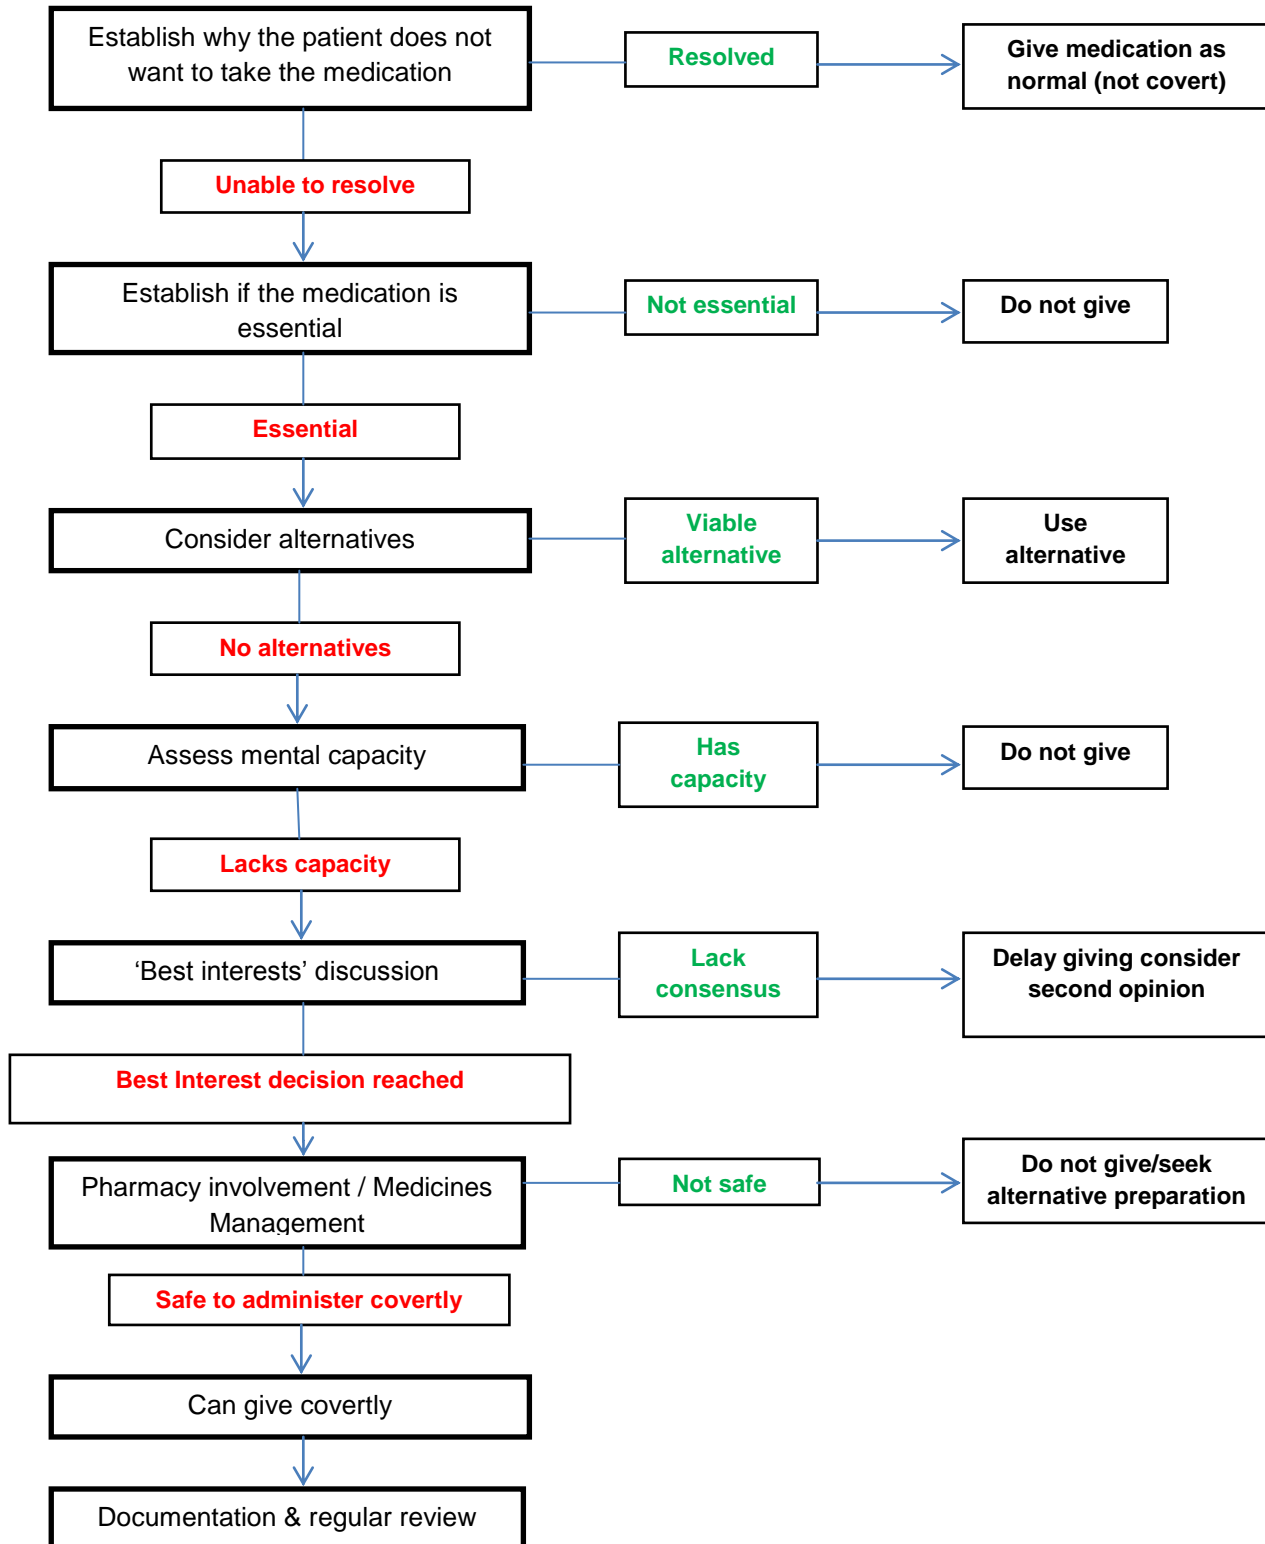 Establish why the patient does not
want to take the medication
Resolved
Give medication as
normal (not covert)
Unable to resolve
Establish if the medication is
essential
Not essential
Do not give
Essential
Consider alternatives
Viable
alternative
Use
alternative
No alternatives
Assess mental capacity
Has
capacity
Do not give
Lacks capacity
‘Best interests’ discussion
Lack
consensus
Delay giving consider
second opinion
Best Interest decision reached
Pharmacy involvement / Medicines
Management
Not safe
Do not give/seek
alternative preparation
Safe to administer covertly
Can give covertly
Documentation & regular review